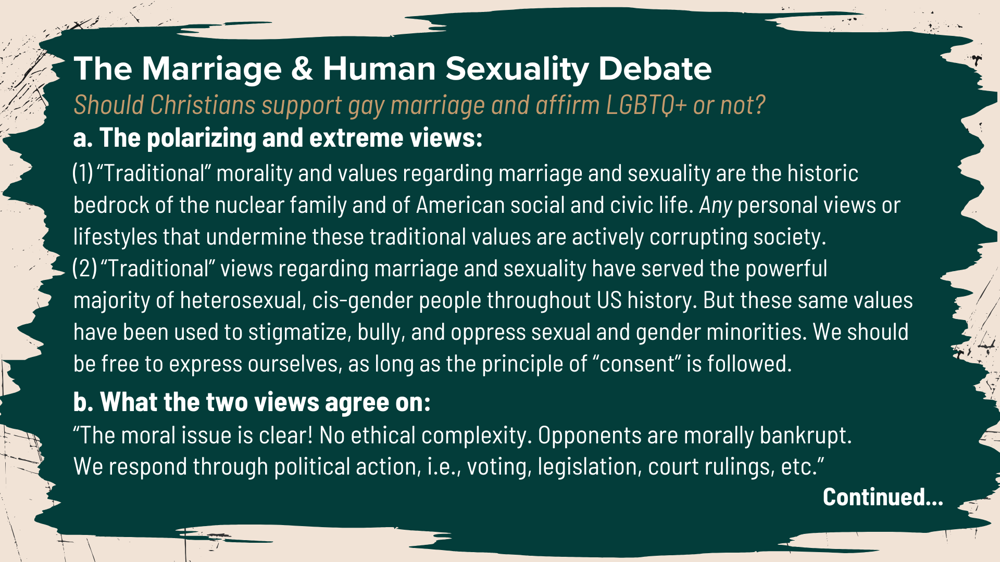 The Marriage & Human Sexuality Debate
Should Christians support gay marriage and affirm LGBTQ+ or not?
a. The polarizing and extreme views:
(1) “Traditional” morality and values regarding marriage and sexuality are the historic
bedrock of the nuclear family and of American social and civic life. Any personal views or
lifestyles that undermine these traditional values are actively corrupting society.
(2) “Traditional” views regarding marriage and sexuality have served the powerful
majority of heterosexual, cis-gender people throughout US history. But these same values
have been used to stigmatize, bully, and oppress sexual and gender minorities. We should
be free to express ourselves, as long as the principle of “consent” is followed.
b. What the two views agree on:
“The moral issue is clear! No ethical complexity. Opponents are morally bankrupt.
We respond through political action, i.e., voting, legislation, court rulings, etc.”
Continued...